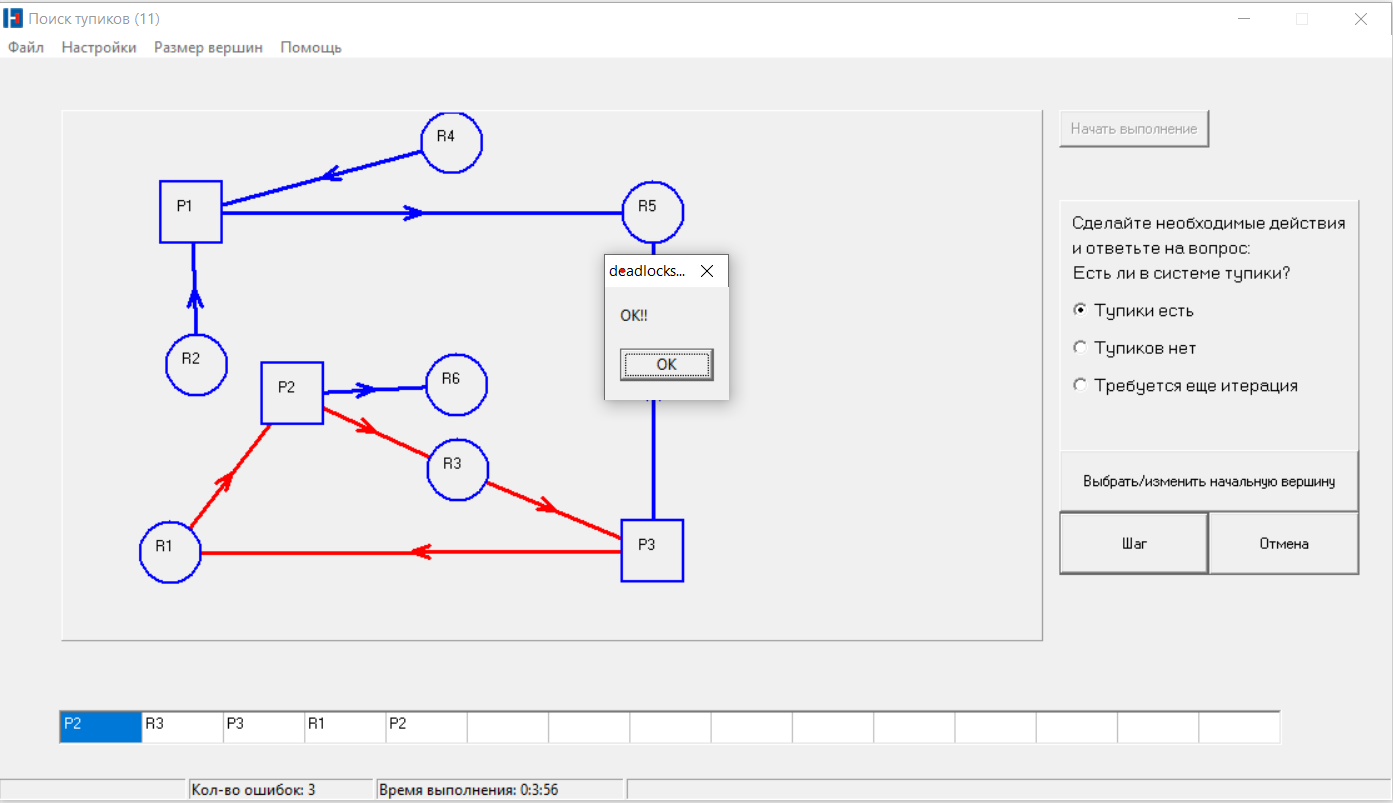 Поиск тупиков (11)
Файл Настройки Размер вершин Помощь
R4
P1
R5
R2
P2
R6
R3
R1
P3
deadlocks...
OK!!
OK
Начать выполнение
Сделайте необходимые действия
и ответьте на вопрос:
Есть ли в системе тупики?
Тупики есть
Тупиков нет
Требуется еще итерация
Выбрать/изменить начальную вершину
Шаг Отмена
P2 R3 P3 R1 P2
Кол-во ошибок: 3 Время выполнения: 0:3:56